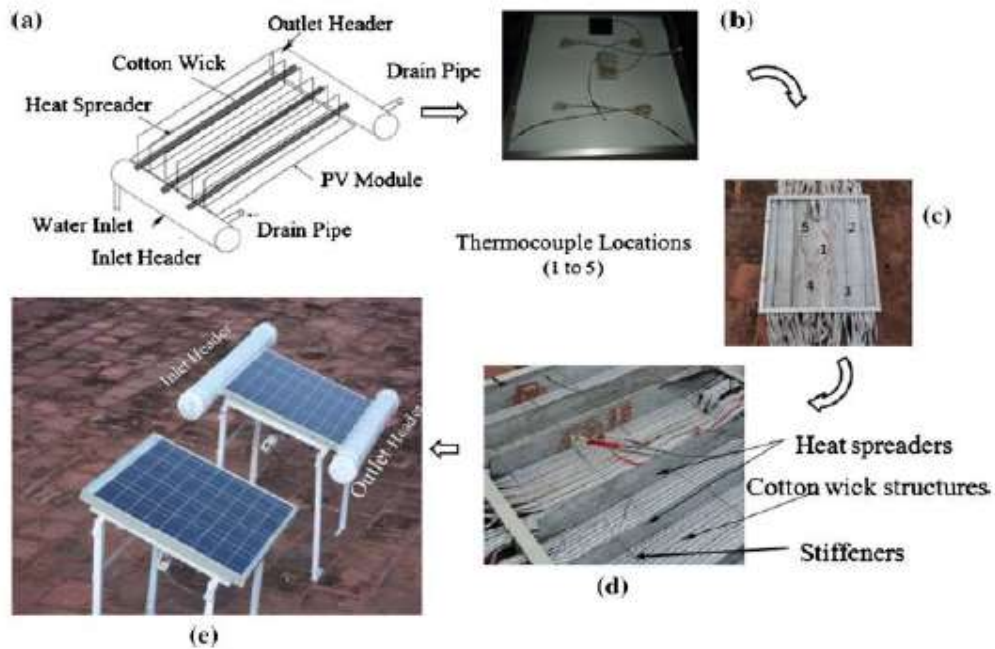 (a)
Outlet Header
Cotton Wick
Drain Pipe
Heat Spreader
PV Module
Water Inlet
Drain Pipe
Inlet Header
(b)
(c)
5
2
1
4
3
Thermocouple Locations
(1 to 5)
Inlet Header
Outlet Header
Heat spreaders
Cotton wick structures
Stiffeners
(d)
(e)